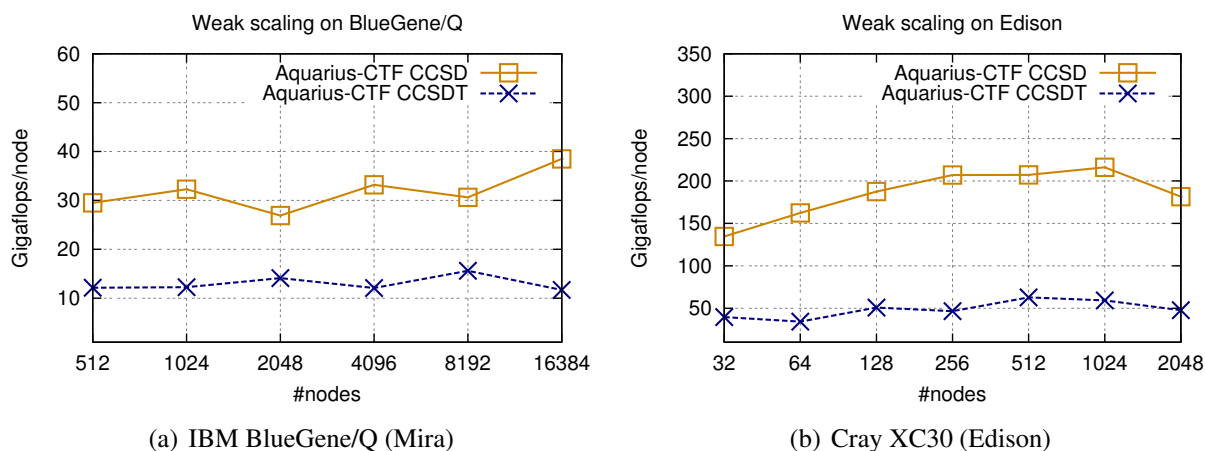 Weak scaling on BlueGene/Q
60
50
40
30
20
10
Gigaflops/node
Aquarius-CTF CCSD
Aquarius-CTF CCSDT
512 1024 2048 4096 8192 16384
#nodes
(a) IBM BlueGene/Q (Mira)
Weak scaling on Edison
350
300
250
200
150
100
50
Gigaflops/node
Aquarius-CTF CCSD
Aquarius-CTF CCSDT
32 64 128 256 512 1024 2048
#nodes
(b) Cray XC30 (Edison)